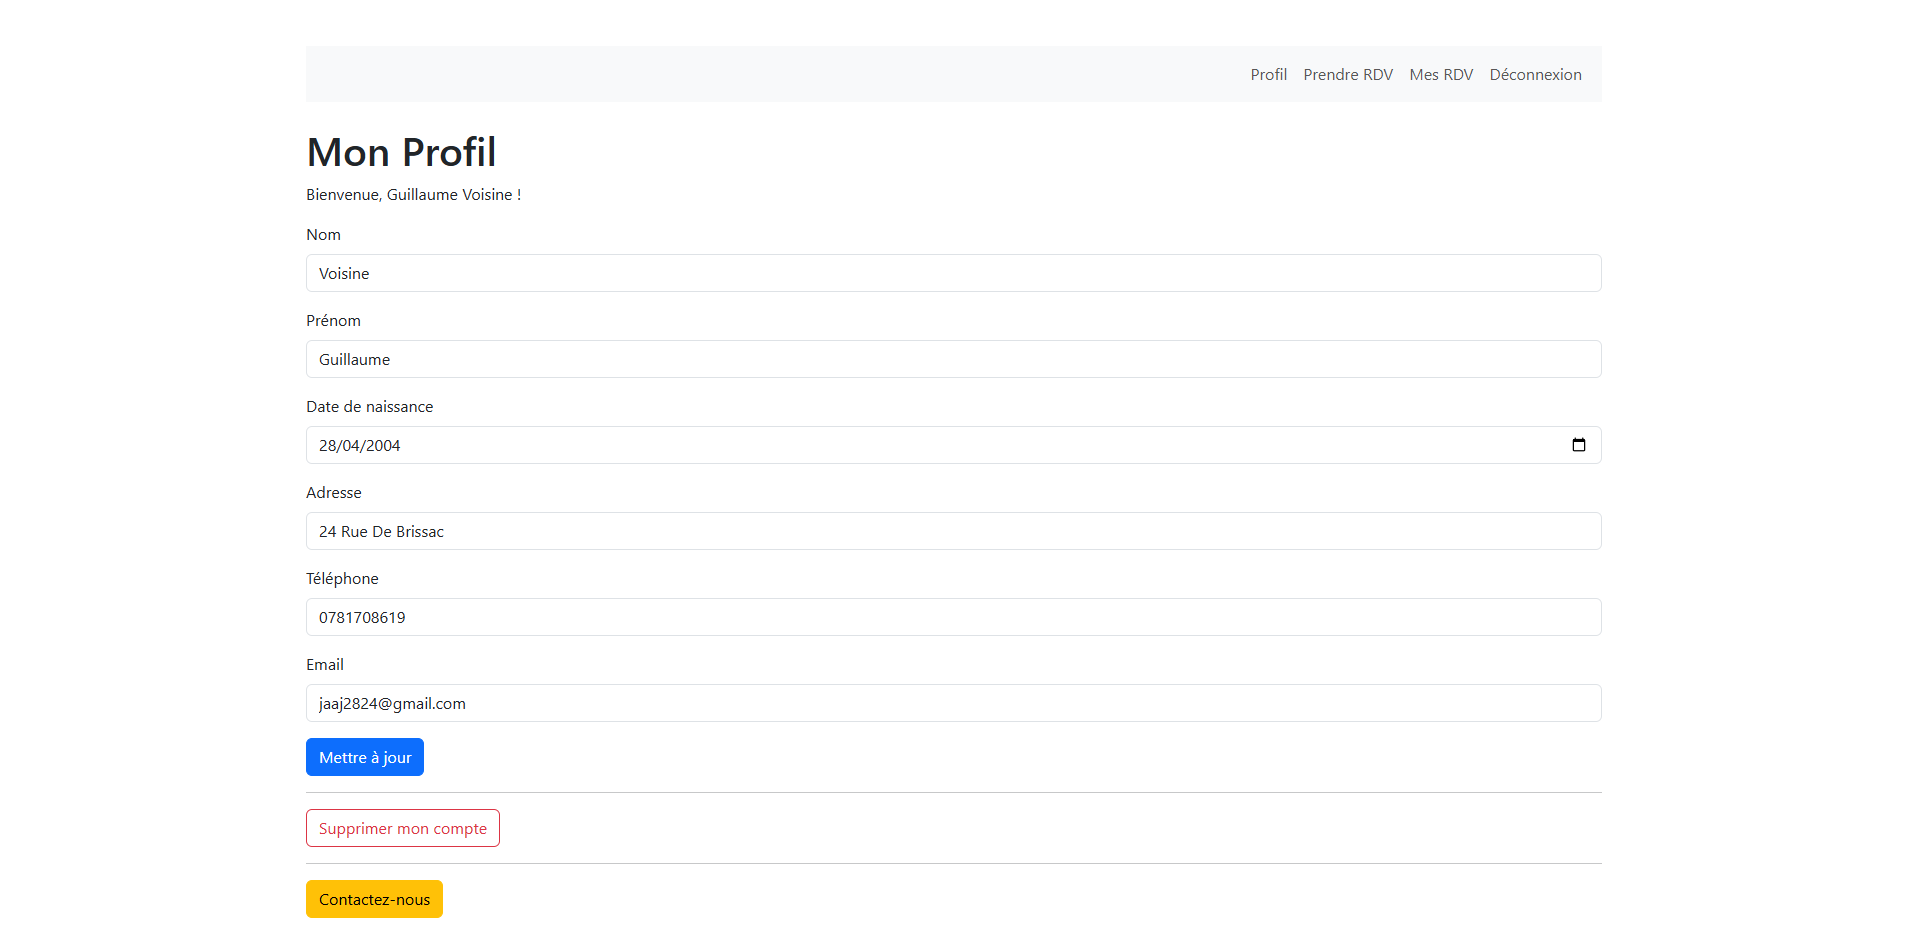 Profil Prendre RDV Mes RDV Déconnexion
Mon Profil
Bienvenue, Guillaume Voisine !
Nom
Voisine
Prénom
Guillaume
Date de naissance
28/04/2004
Adresse
24 Rue De Brissac
Téléphone
0781708619
Email
jaaj2824@gmail.com
Mettre à jour
Supprimer mon compte
Contactez-nous